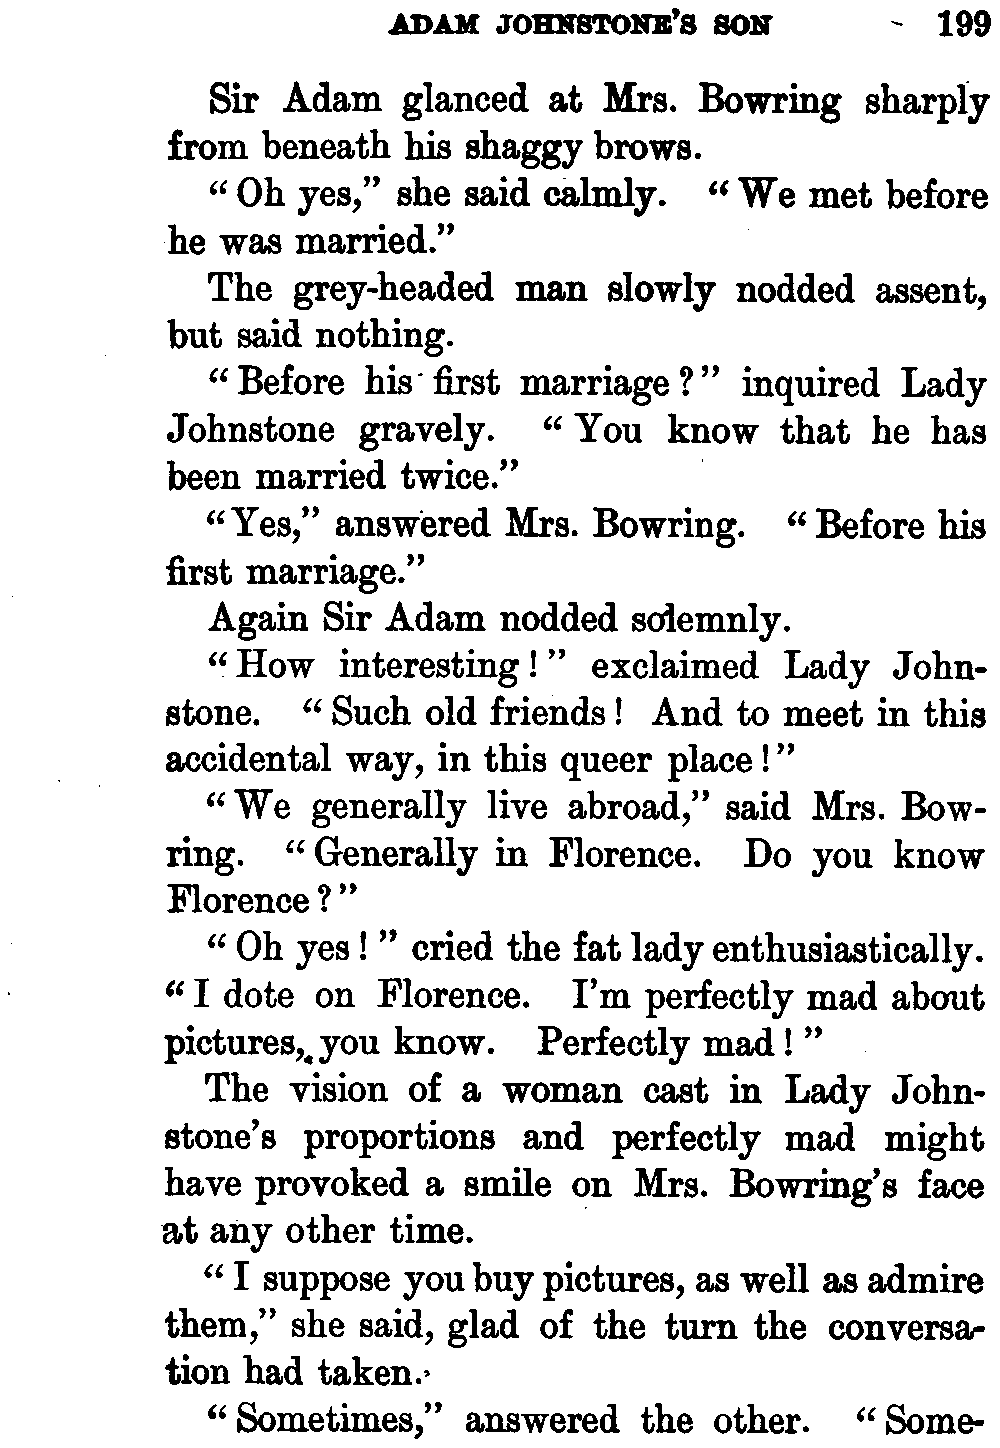 ADAM JOHNSTONE'S SON - 199
Sir Adam glanced at Mrs. Bowring sharply
from beneath his shaggy brows.
"Oh yes," she said calmly. "We met before
he was married."
The grey-headed man slowly nodded assent,
but said nothing.
"Before his first marriage?" inquired Lady
Johnstone gravely. "You know that he has
been married twice."
"Yes," answered Mrs. Bowring. "Before his
first marriage."
Again Sir Adam nodded solemnly.
"How interesting!" exclaimed Lady John-
stone. "Such old friends! And to meet in this
accidental way, in this queer place!"
"We generally live abroad," said Mrs. Bow-
ring. "Generally in Florence. Do you know
Florence?"
"Oh yes!" cried the fat lady enthusiastically.
"I dote on Florence. I'm perfectly mad about
pictures, you know. Perfectly mad!"
The vision of a woman cast in Lady John-
stone's proportions and perfectly mad might
have provoked a smile on Mrs. Bowring's face
at any other time.
"I suppose you buy pictures, as well as admire
them," she said, glad of the turn the conversa-
tion had taken.
"Sometimes," answered the other. "Some-